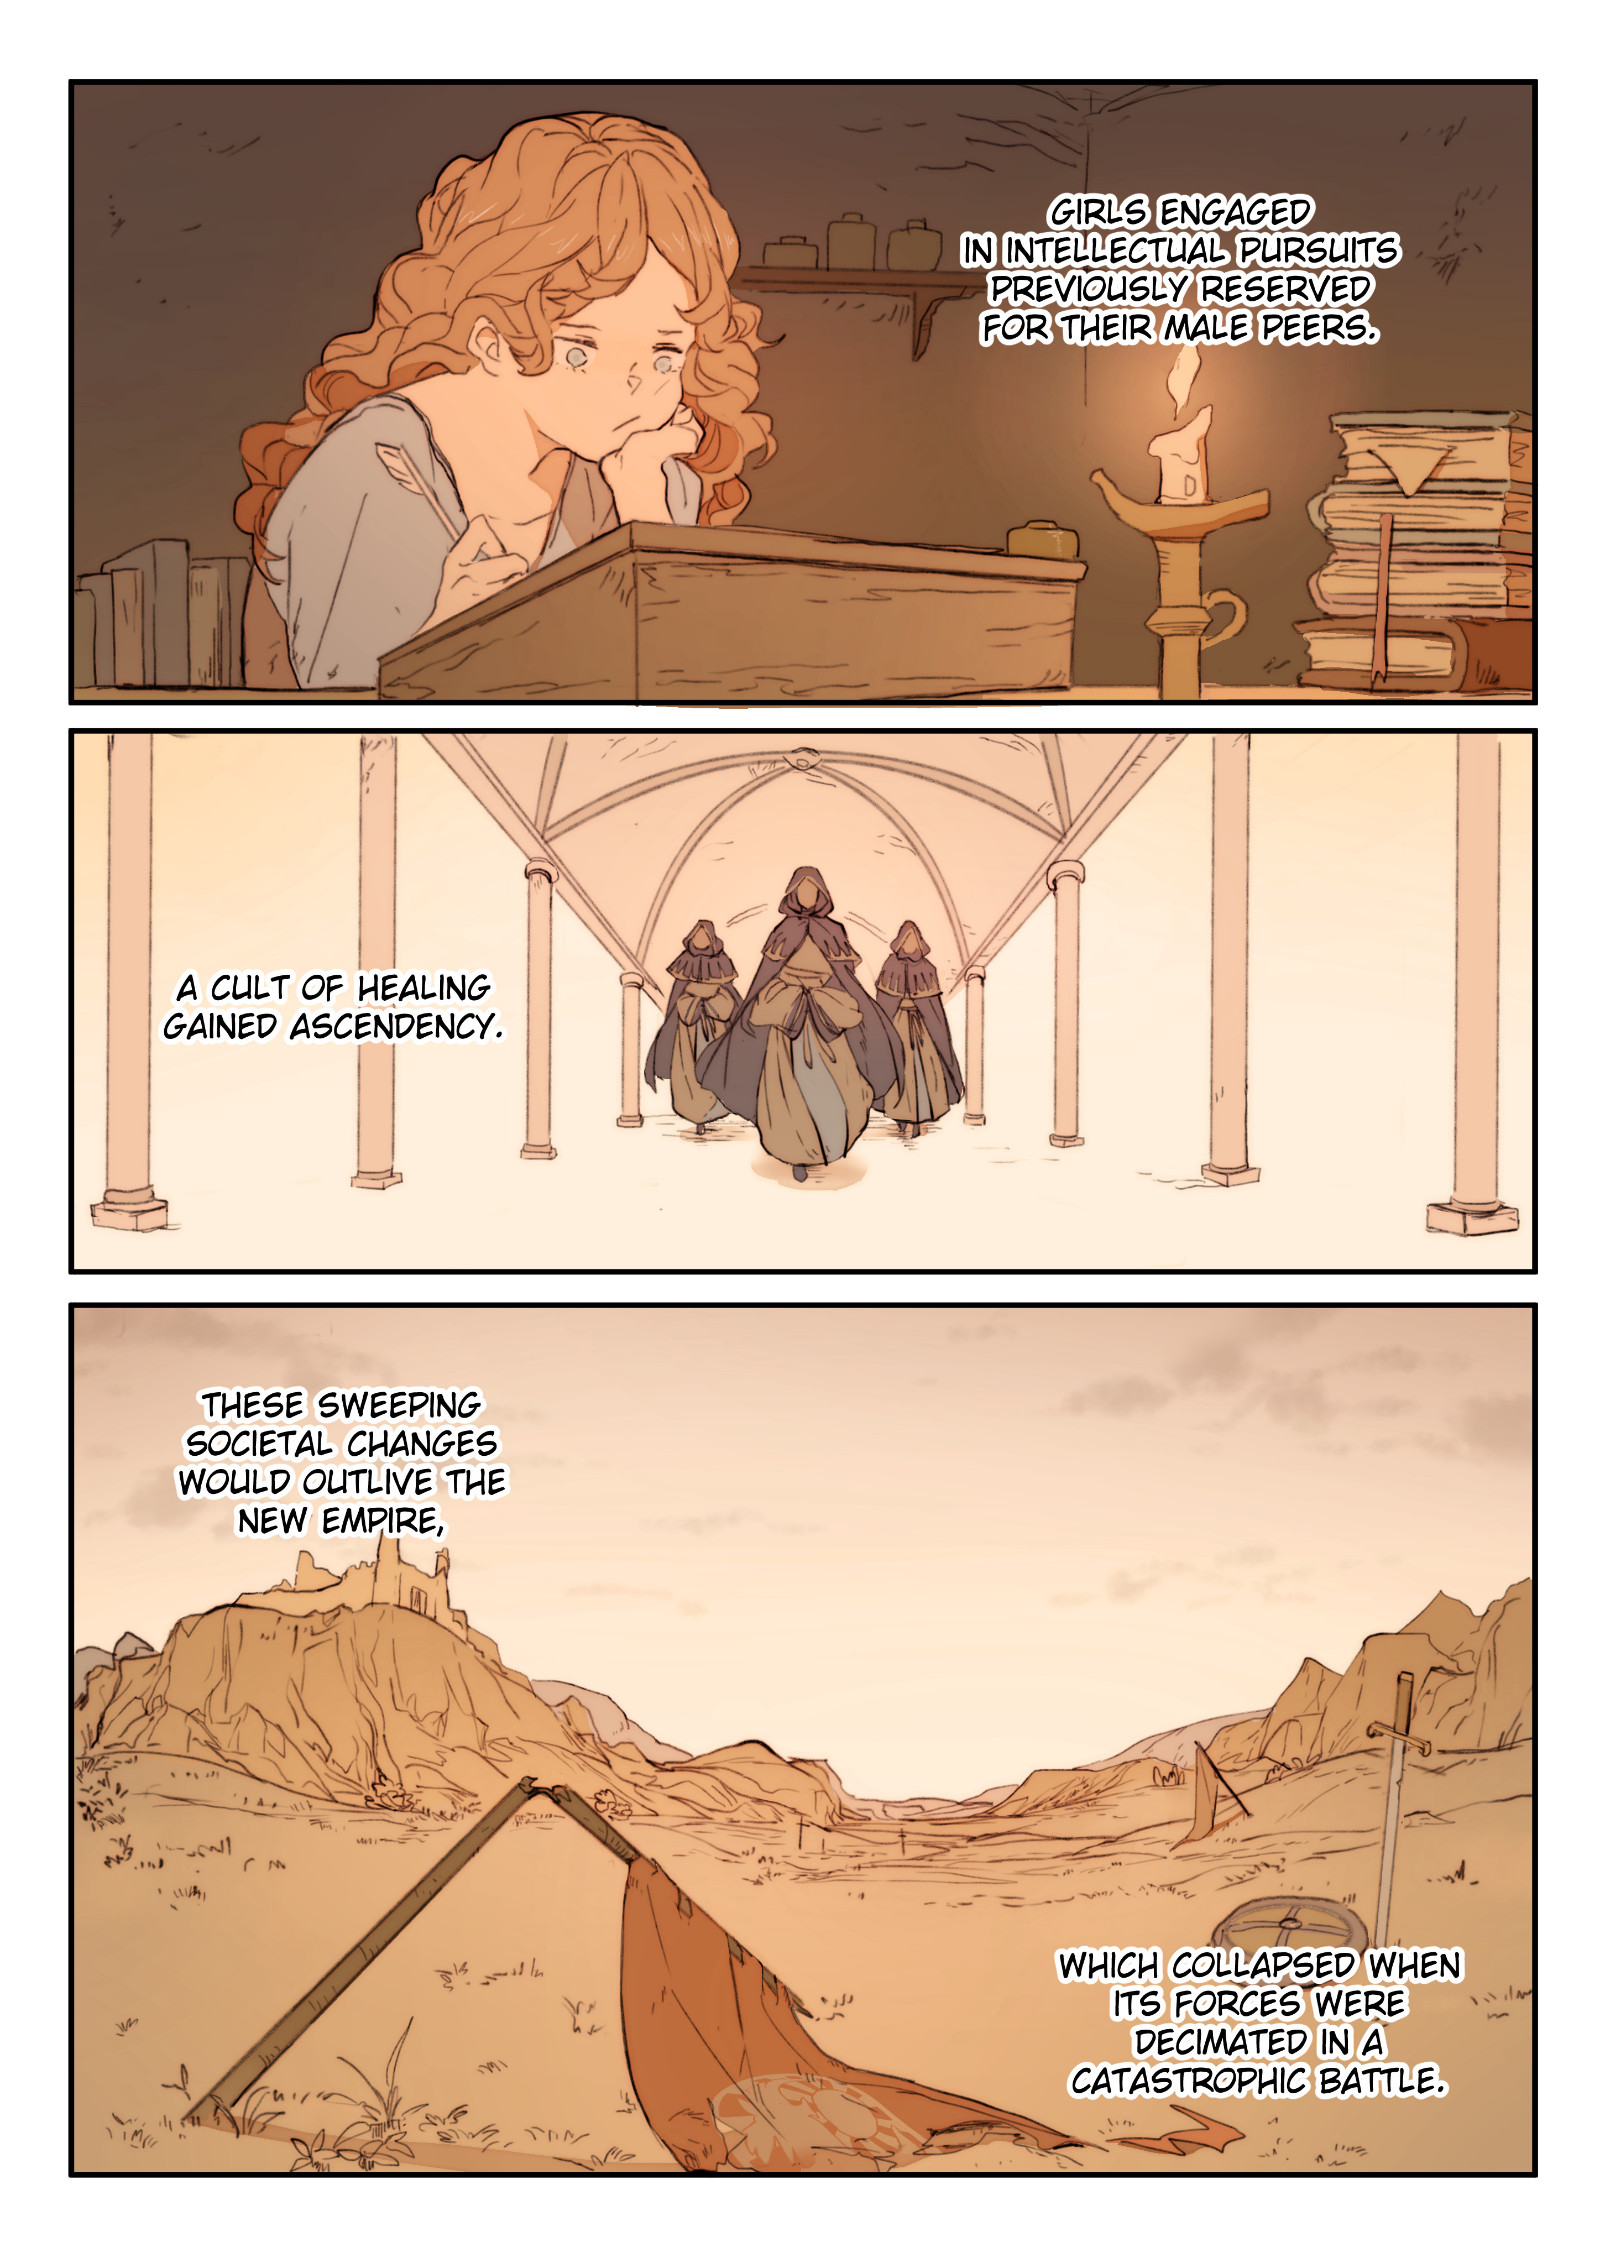 GIRLS ENGAGED
IN INTELLECTUAL PURSUITS
PREVIOUSLY RESERVED
FOR THEIR MALE PEERS.
A CULT OF HEALING
GAINED ASCENDENCY.
THESE SWEEPING
SOCIETAL CHANGES
WOULD OUTLIVE THE
NEW EMPIRE,
WHICH COLLAPSED WHEN
ITS FORCES WERE
DECIMATED IN A
CATASTROPHIC BATTLE.